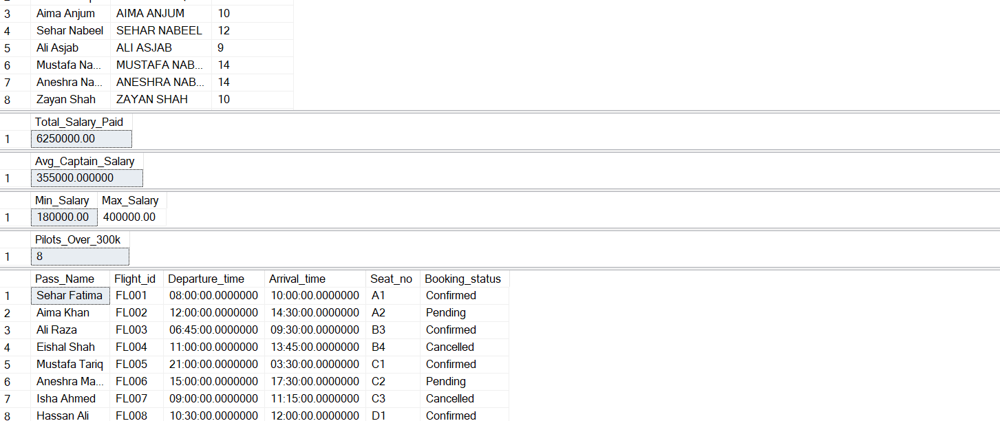 3 Aima Anjum AIMA ANJUM 10
4 Sehar Nabeel SEHAR NABEEL 12
5 Ali Asjab ALI ASJAB 9
6 Mustafa Na... MUSTAFA NAB... 14
7 Aneshra Na... ANESHRA NAB... 14
8 Zayan Shah ZAYAN SHAH 10
Total_Salary_Paid
1 6250000.00
Avg_Captain_Salary
1 355000.000000
Min_Salary Max_Salary
1 180000.00 400000.00
Pilots_Over_300k
1 8
Pass_Name Flight_id Departure_time Arrival_time Seat_no Booking_status
1 Sehar Fatima FL001 08:00:00.0000000 10:00:00.0000000 A1 Confirmed
2 Aima Khan FL002 12:00:00.0000000 14:30:00.0000000 A2 Pending
3 Ali Raza FL003 06:45:00.0000000 09:30:00.0000000 B3 Confirmed
4 Eishal Shah FL004 11:00:00.0000000 13:45:00.0000000 B4 Cancelled
5 Mustafa Tariq FL005 21:00:00.0000000 03:30:00.0000000 C1 Confirmed
6 Aneshra Ma... FL006 15:00:00.0000000 17:30:00.0000000 C2 Pending
7 Isha Ahmed FL007 09:00:00.0000000 11:15:00.0000000 C3 Cancelled
8 Hassan Ali FL008 10:30:00.0000000 12:00:00.0000000 D1 Confirmed